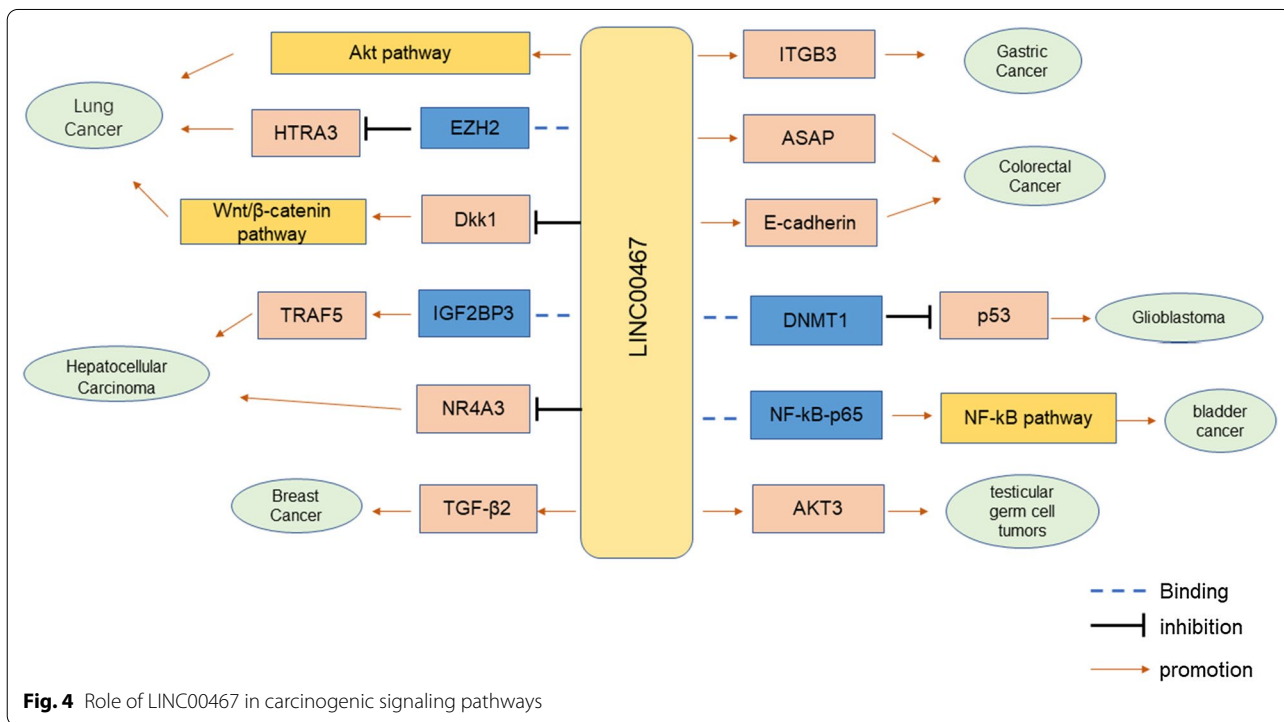 Akt pathway
ITGB3
Gastric
Cancer
Lung
Cancer
HTRA3
EZH2
ASAP
Colorectal
Cancer
Wnt/β-catenin
pathway
Dkk1
E-cadherin
LINC00467
TRAF5
IGF2BP3
DNMT1
p53
Glioblastoma
Hepatocellular
Carcinoma
NR4A3
NF-kB-p65
NF-kB pathway
bladder
cancer
Breast
Cancer
TGF-β2
AKT3
testicular
germ cell
tumors
Binding
inhibition
promotion
Fig. 4 Role of LINC00467 in carcinogenic signaling pathways